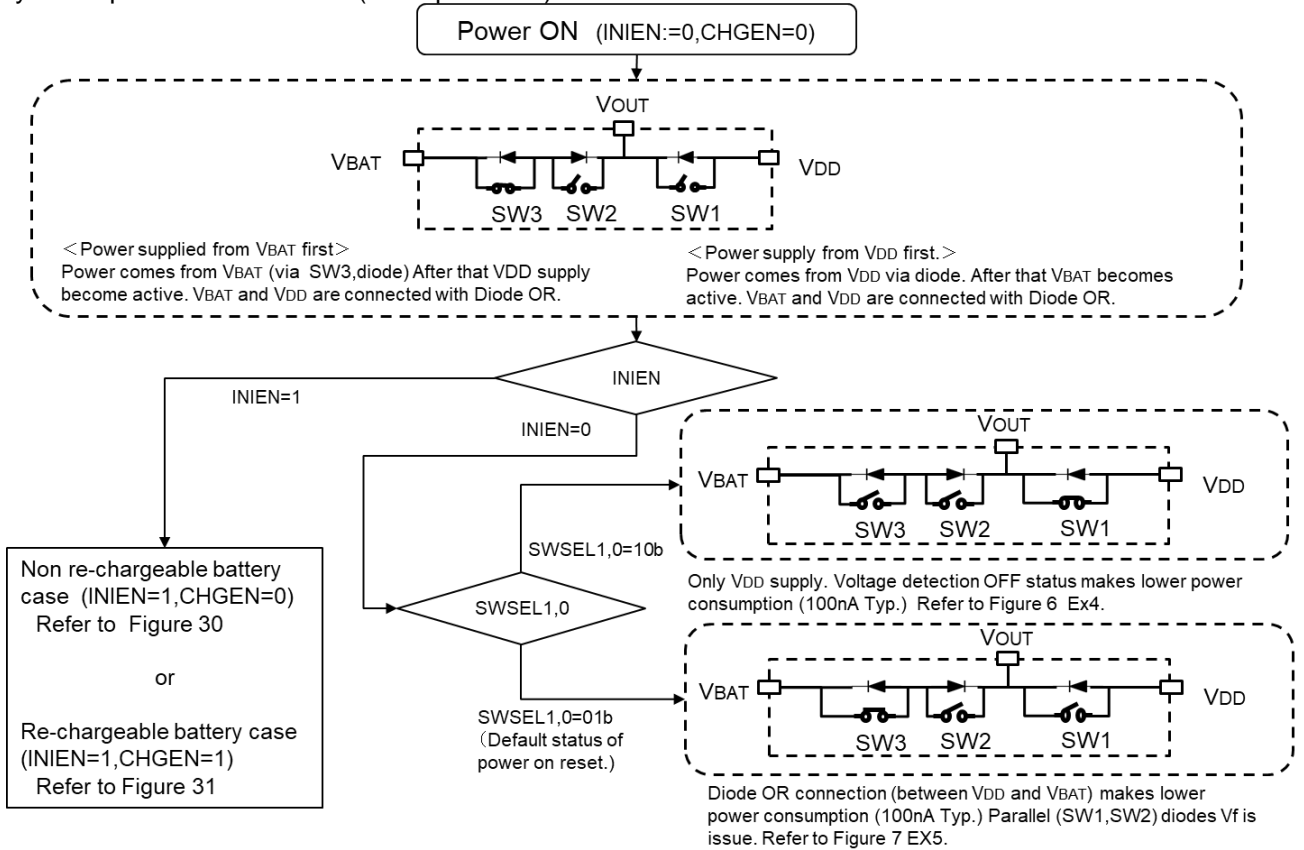 Power ON (INIEN:=0,CHGEN=0)
VOUT
VBAT
VDD
SW3
SW2
SW1
＜Power supplied from VBAT first＞
Power comes from VBAT (via SW3,diode) After that VDD supply
become active. VBAT and VDD are connected with Diode OR.
＜Power supply from VDD first.＞
Power comes from VDD via diode. After that VBAT becomes
active. VBAT and VDD are connected with Diode OR.
INIEN
INIEN=1
INIEN=0
VOUT
VBAT
VDD
SW3
SW2
SW1
SWSEL1,0=10b
Only VDD supply. Voltage detection OFF status makes lower power
consumption (100nA Typ.) Refer to Figure 6 Ex4.
Non re-chargeable battery
case (INIEN=1,CHGEN=0)
Refer to Figure 30
or
Re-chargeable battery case
(INIEN=1,CHGEN=1)
Refer to Figure 31
SWSEL1,0
VOUT
VBAT
VDD
SW3
SW2
SW1
SWSEL1,0=01b
（Default status of
power on reset.)
Diode OR connection (between VDD and VBAT) makes lower
power consumption (100nA Typ.) Parallel (SW1,SW2) diodes Vf is
issue. Refer to Figure 7 EX5.